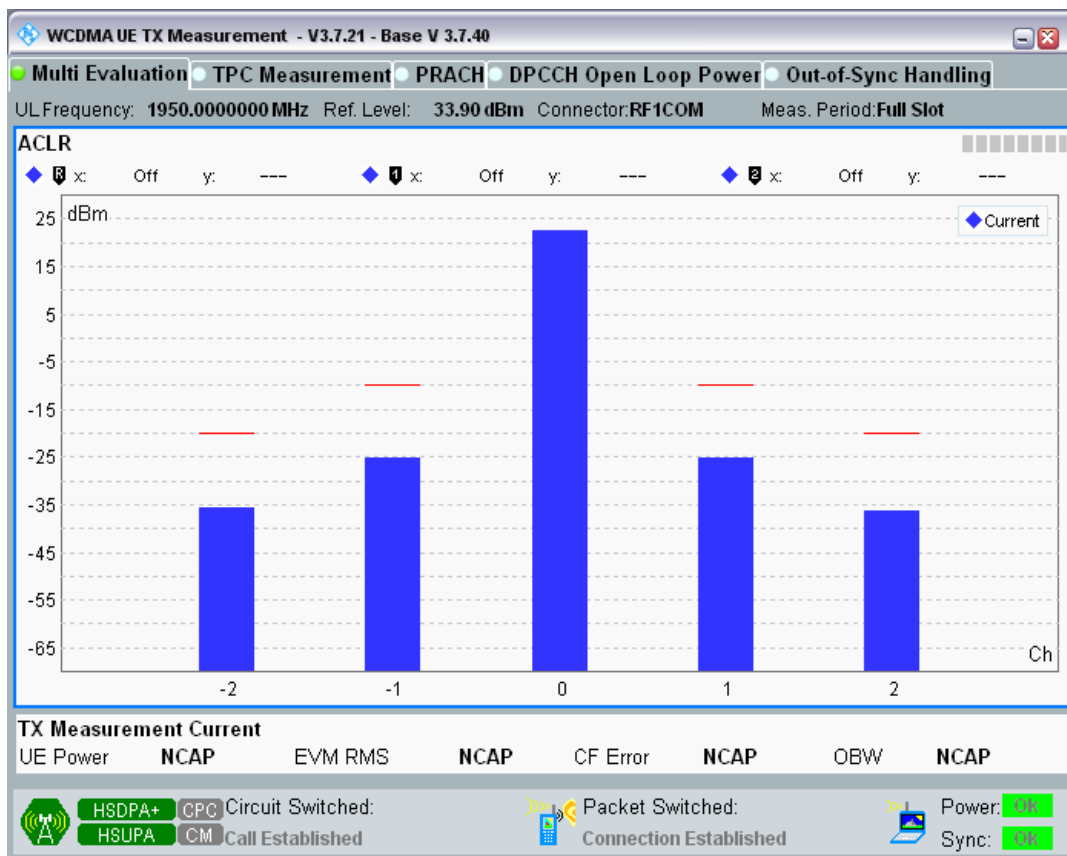 WCDMA UE TX Measurement - V3.7.21 - Base V 3.7.40
Multi Evaluation TPC Measurement PRACH DPCCH Open Loop Power Out-of-Sync Handling
UL Frequency: 1950.0000000 MHz Ref. Level: 33.90 dBm Connector:RF1COM Meas. Period:Full Slot
ACLR
R x: Off y: --- 1 x: Off y: --- 2 x: Off y: ---
dBm
Current
25
15
5
-5
-15
-25
-35
-45
-55
-65
Ch
-2 -1 0 1 2
TX Measurement Current
UE Power NCAP EVM RMS NCAP CF Error NCAP OBW NCAP
HSDPA+ CPC Circuit Switched: Packet Switched: Power: Ok
HSUPA CM Call Established Connection Established Sync: Ok